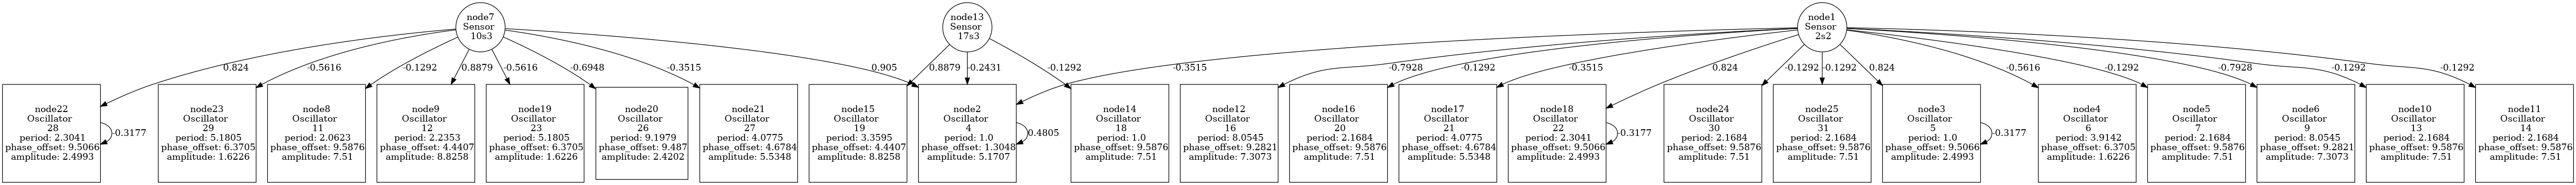 node7
Sensor
10s3
node13
Sensor
17s3
node1
Sensor
2s2
0.824
-0.5616
-0.1292
0.8879
-0.5616
-0.6948
-0.3515
0.905
0.8879
-0.2431
-0.1292
-0.3515
-0.7928
-0.1292
-0.3515
0.824
-0.1292
-0.1292
0.824
-0.5616
-0.1292
-0.7928
-0.1292
-0.1292
node22
Oscillator
28
period: 2.3041
phase_offset: 9.5066
amplitude: 2.4993
-0.3177
node23
Oscillator
29
period: 5.1805
phase_offset: 6.3705
amplitude: 1.6226
node8
Oscillator
11
period: 2.0623
phase_offset: 9.5876
amplitude: 7.51
node9
Oscillator
12
period: 2.2353
phase_offset: 4.4407
amplitude: 8.8258
node19
Oscillator
23
period: 5.1805
phase_offset: 6.3705
amplitude: 1.6226
node20
Oscillator
26
period: 9.1979
phase_offset: 9.487
amplitude: 2.4202
node21
Oscillator
27
period: 4.0775
phase_offset: 4.6784
amplitude: 5.5348
node15
Oscillator
19
period: 3.3595
phase_offset: 4.4407
amplitude: 8.8258
node2
Oscillator
4
period: 1.0
phase_offset: 1.3048
amplitude: 5.1707
0.4805
node14
Oscillator
18
period: 1.0
phase_offset: 9.5876
amplitude: 7.51
node12
Oscillator
16
period: 8.0545
phase_offset: 9.2821
amplitude: 7.3073
node16
Oscillator
20
period: 2.1684
phase_offset: 9.5876
amplitude: 7.51
node17
Oscillator
21
period: 4.0775
phase_offset: 4.6784
amplitude: 5.5348
node18
Oscillator
22
period: 2.3041
phase_offset: 9.5066
amplitude: 2.4993
-0.3177
node24
Oscillator
30
period: 2.1684
phase_offset: 9.5876
amplitude: 7.51
node25
Oscillator
31
period: 2.1684
phase_offset: 9.5876
amplitude: 7.51
node3
Oscillator
5
period: 1.0
phase_offset: 9.5066
amplitude: 2.4993
-0.3177
node4
Oscillator
6
period: 3.9142
phase_offset: 6.3705
amplitude: 1.6226
node5
Oscillator
7
period: 2.1684
phase_offset: 9.5876
amplitude: 7.51
node6
Oscillator
9
period: 8.0545
phase_offset: 9.2821
amplitude: 7.3073
node10
Oscillator
13
period: 2.1684
phase_offset: 9.5876
amplitude: 7.51
node11
Oscillator
14
period: 2.1684
phase_offset: 9.5876
amplitude: 7.51